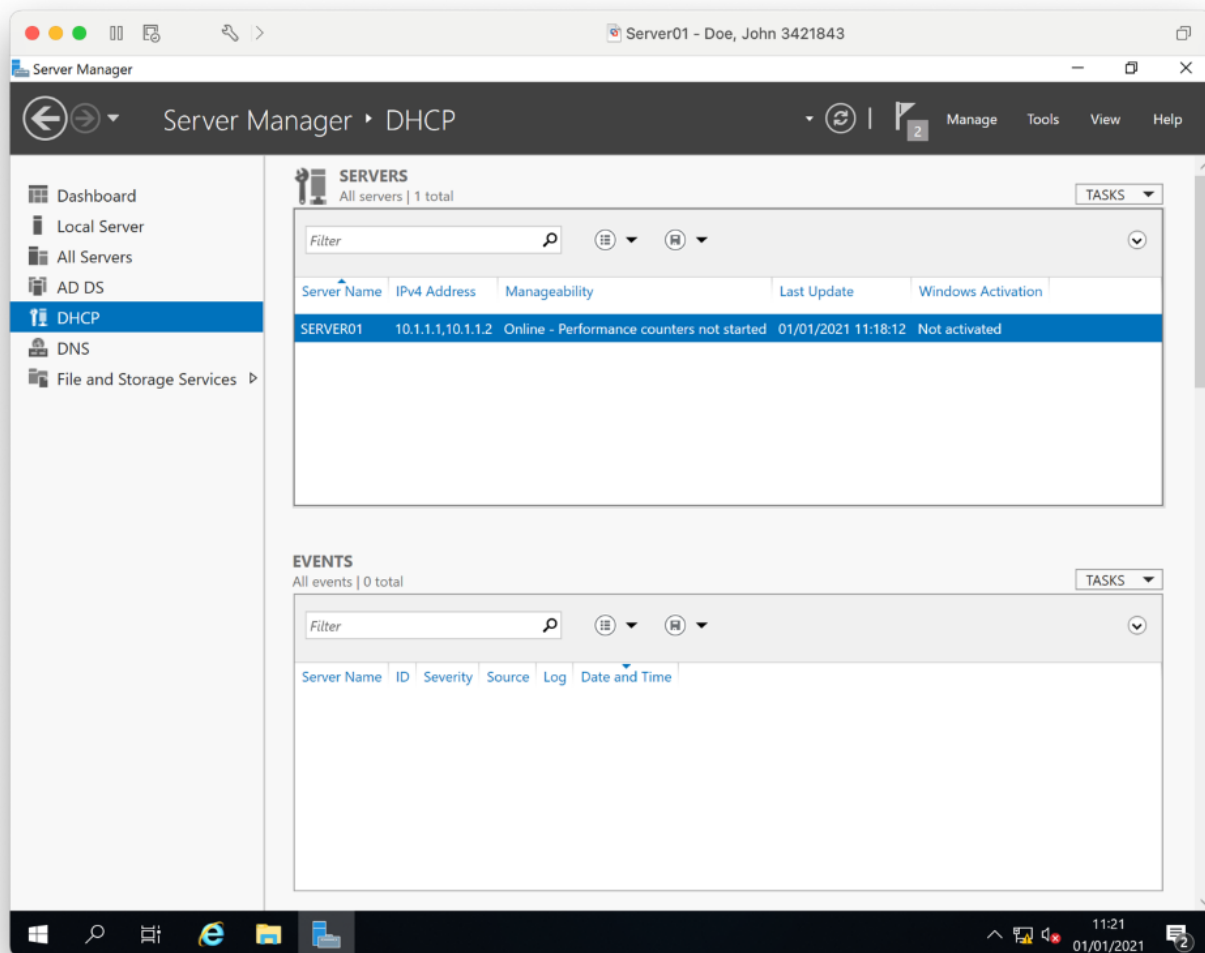 Server01 - Doe, John 3421843
Server Manager
Server Manager ‣ DHCP
2
Manage
Tools
View
Help
Dashboard
Local Server
All Servers
AD DS
DHCP
DNS
File and Storage Services
SERVERS
All servers | 1 total
TASKS
Filter
Server Name IPv4 Address Manageability Last Update Windows Activation
SERVER01 10.1.1.1,10.1.1.2 Online - Performance counters not started 01/01/2021 11:18:12 Not activated
EVENTS
All events | 0 total
TASKS
Filter
Server Name ID Severity Source Log Date and Time
11:21
01/01/2021
2